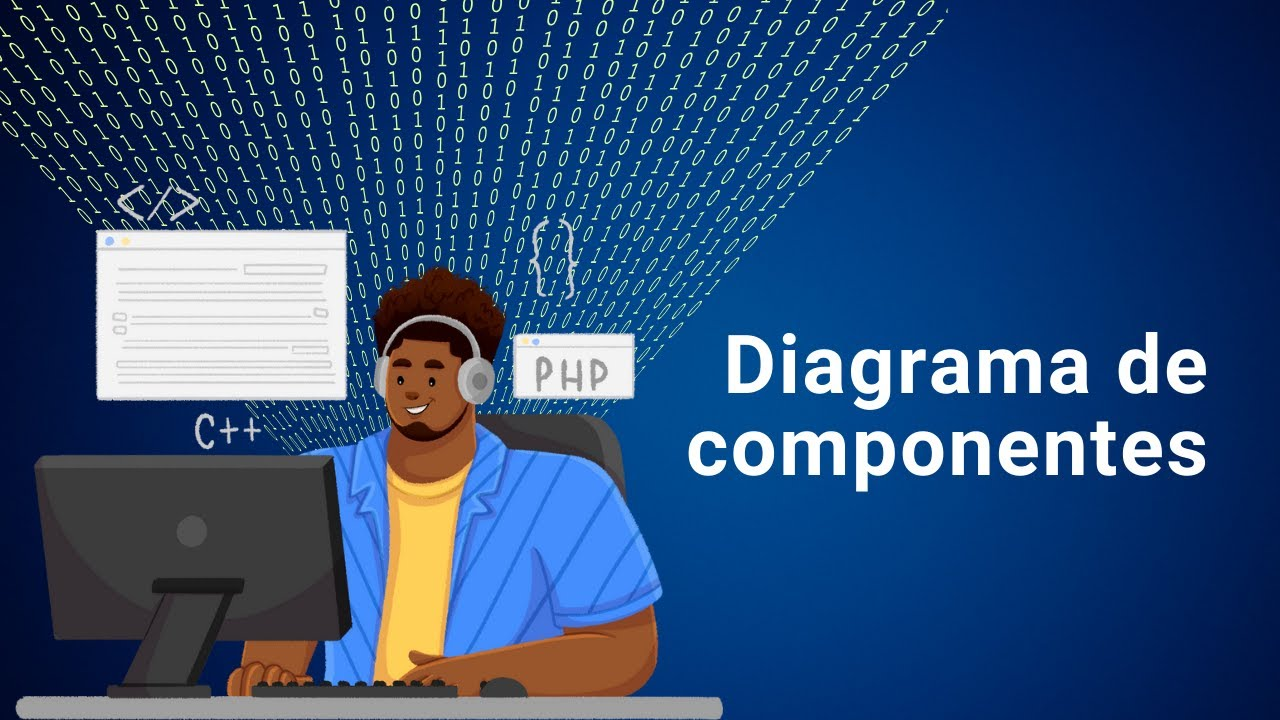 </>
{}
PHP
C++
Diagrama de
componentes